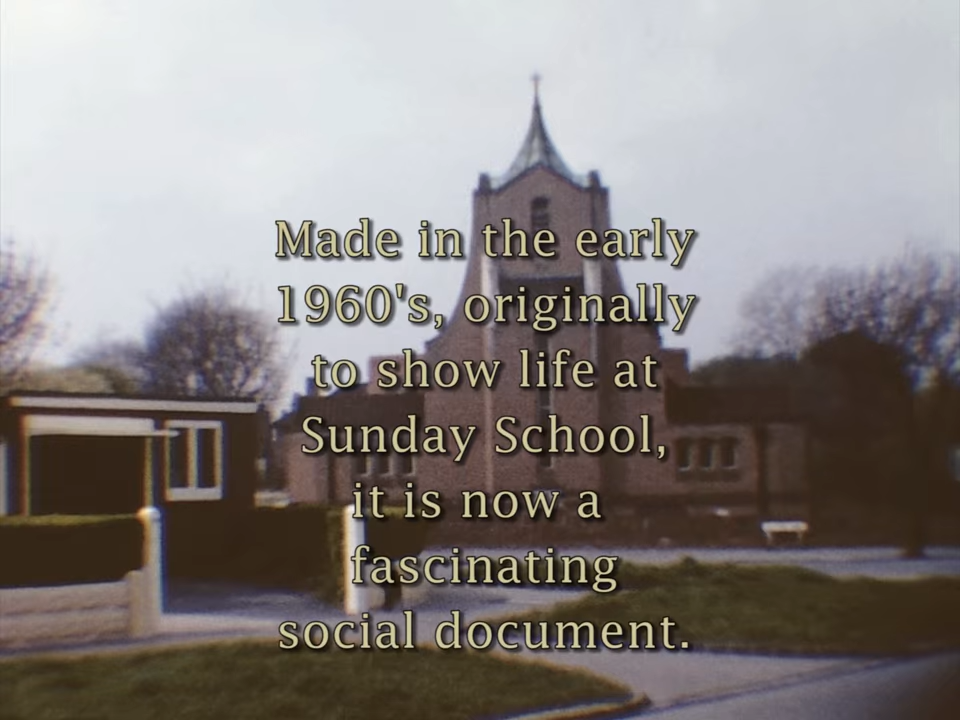 Made in the early
1960's, originally
to show life at
Sunday School,
it is now a
fascinating
social document.